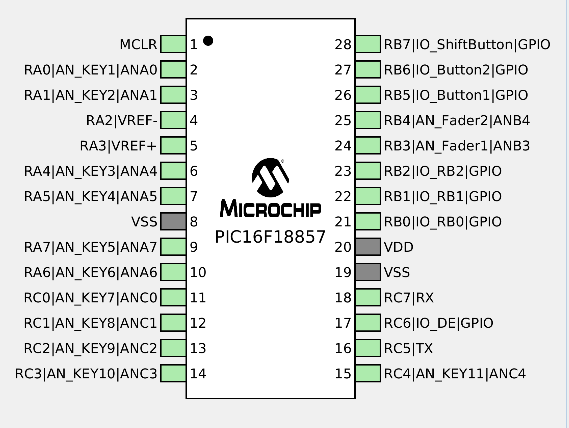 MCLR 1 28 RB7|IO_ShiftButton|GPIO
RA0|AN_KEY1|ANA0 2 27 RB6|IO_Button2|GPIO
RA1|AN_KEY2|ANA1 3 26 RB5|IO_Button1|GPIO
RA2|VREF- 4 25 RB4|AN_Fader2|ANB4
RA3|VREF+ 5 24 RB3|AN_Fader1|ANB3
RA4|AN_KEY3|ANA4 6 23 RB2|IO_RB2|GPIO
RA5|AN_KEY4|ANA5 7 22 RB1|IO_RB1|GPIO
MICROCHIP
VSS 8 21 RB0|IO_RB0|GPIO
PIC16F18857
RA7|AN_KEY5|ANA7 9 20 VDD
RA6|AN_KEY6|ANA6 10 19 VSS
RC0|AN_KEY7|ANC0 11 18 RC7|RX
RC1|AN_KEY8|ANC1 12 17 RC6|IO_DE|GPIO
RC2|AN_KEY9|ANC2 13 16 RC5|TX
RC3|AN_KEY10|ANC3 14 15 RC4|AN_KEY11|ANC4